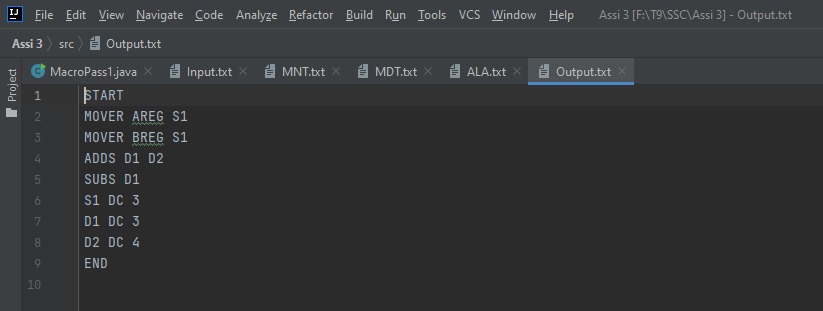 IJ File Edit View Navigate Code Analyze Refactor Build Run Tools VCS Window Help Assi 3 [F:\T9\SSC\Assi 3] - Output.txt
Assi 3 src Output.txt
Project
MacroPass1.java Input.txt MNT.txt MDT.txt ALA.txt Output.txt
1 START
2 MOVER AREG S1
3 MOVER BREG S1
4 ADDS D1 D2
5 SUBS D1
6 S1 DC 3
7 D1 DC 3
8 D2 DC 4
9 END
10